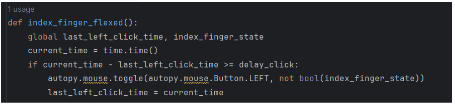 1 usage
def index_finger_flexed():
    global last_left_click_time, index_finger_state
    current_time = time.time()
    if current_time - last_left_click_time >= delay_click:
        autopy.mouse.toggle(autopy.mouse.Button.LEFT, not bool(index_finger_state))
        last_left_click_time = current_time